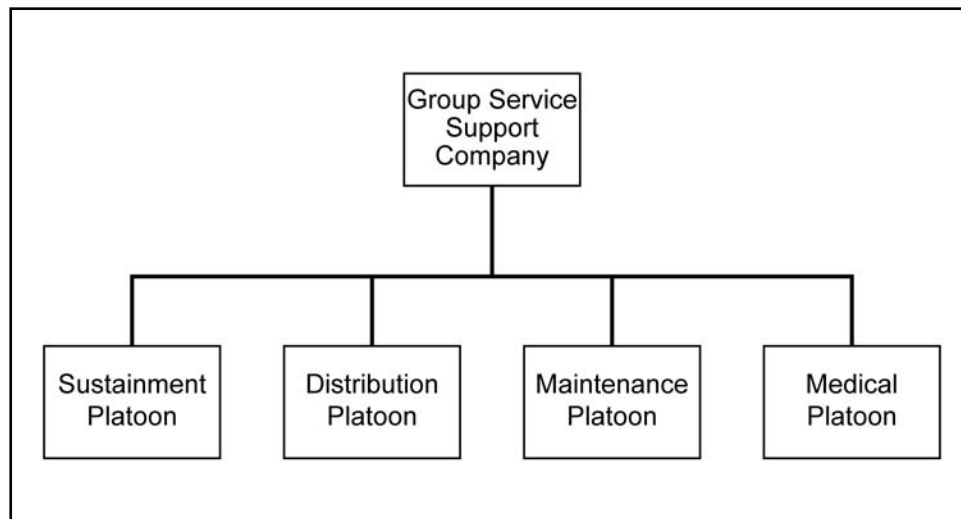 Group Service
Support
Company
Sustainment
Platoon
Distribution
Platoon
Maintenance
Platoon
Medical
Platoon